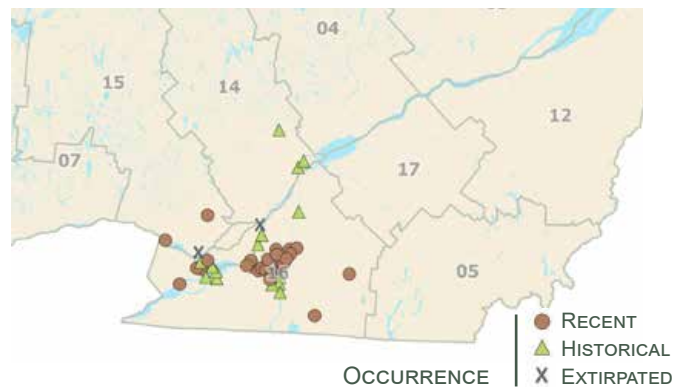 04
15
14
12
07
17
16
05
RECENT
HISTORICAL
OCCURRENCE
EXTIRPATED